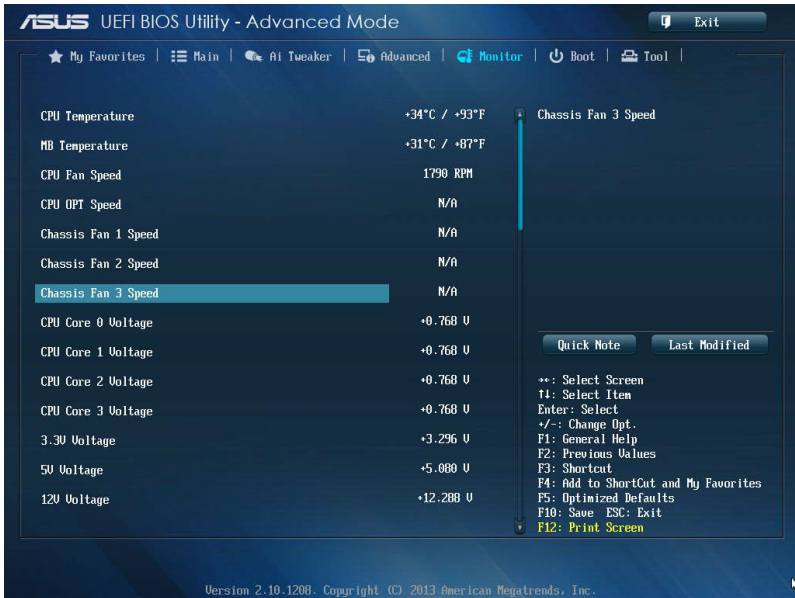 ASUS UEFI BIOS Utility - Advanced Mode
Exit
My Favorites | Main | Ai Tweaker | Advanced | Monitor | Boot | Tool |
CPU Temperature +34°C / +93°F
MB Temperature +31°C / +87°F
CPU Fan Speed 1790 RPM
CPU OPT Speed N/A
Chassis Fan 1 Speed N/A
Chassis Fan 2 Speed N/A
Chassis Fan 3 Speed N/A
CPU Core 0 Voltage +0.768 V
CPU Core 1 Voltage +0.768 V
CPU Core 2 Voltage +0.768 V
CPU Core 3 Voltage +0.768 V
3.3V Voltage +3.296 V
5V Voltage +5.080 V
12V Voltage +12.288 V
Chassis Fan 3 Speed
Quick Note Last Modified
→←: Select Screen
↑↓: Select Item
Enter: Select
+/-: Change Opt.
F1: General Help
F2: Previous Values
F3: Shortcut
F4: Add to ShortCut and My Favorites
F5: Optimized Defaults
F10: Save ESC: Exit
F12: Print Screen
Version 2.10.1208. Copyright (C) 2013 American Megatrends, Inc.